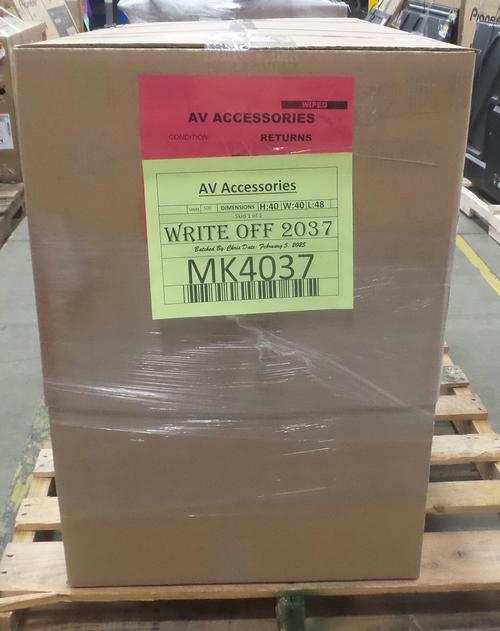 WIPED
AV ACCESSORIES
CONDITION: RETURNS
AV Accessories
Units 500 DIMENSIONS H:40 W:40 L:48
Skid 1 of 1
WRITE OFF 2037
Batched By: Chris Date: February 5, 2025
MK4037
Pioneer